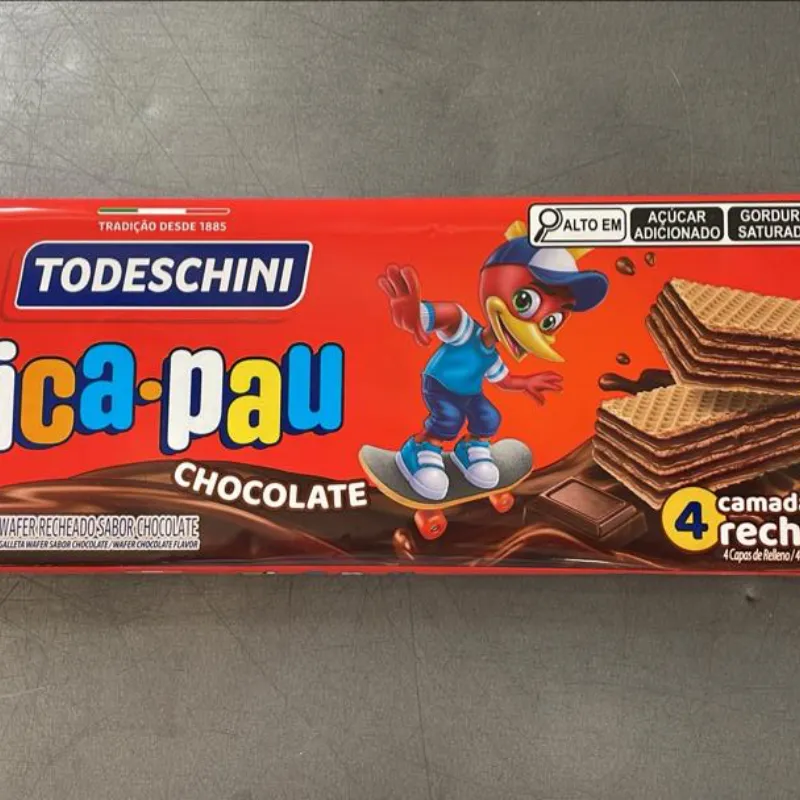 TRADIÇÃO DESDE 1885
TODESCHINI
ica-pau
CHOCOLATE
WAFER RECHEADO SABOR CHOCOLATE
GALLETA WAFER SABOR CHOCOLATE / WAFER CHOCOLATE FLAVOR
ALTO EM
AÇÚCAR ADICIONADO
GORDUR
SATURAD
4 camada
rech
4 Capas de Relleno / 4